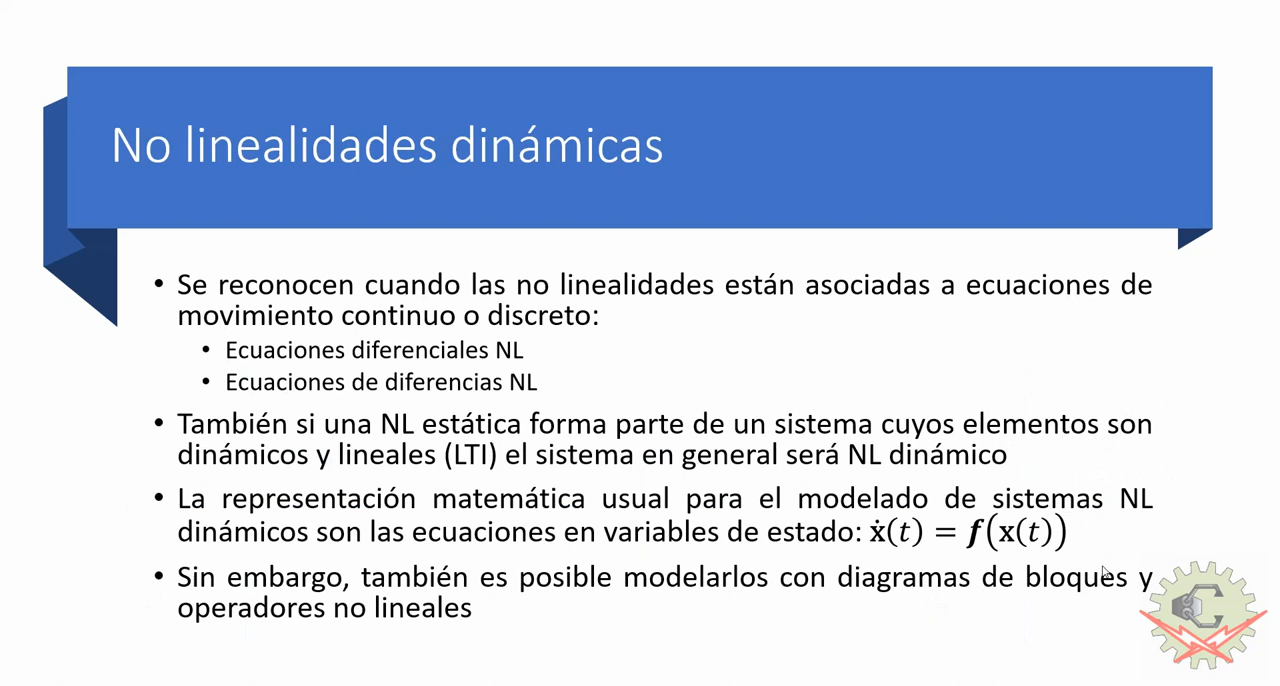 No linealidades dinámicas
• Se reconocen cuando las no linealidades están asociadas a ecuaciones de
movimiento continuo o discreto:
• Ecuaciones diferenciales NL
• Ecuaciones de diferencias NL
• También si una NL estática forma parte de un sistema cuyos elementos son
dinámicos y lineales (LTI) el sistema en general será NL dinámico
• La representación matemática usual para el modelado de sistemas NL
dinámicos son las ecuaciones en variables de estado: ẋ(t) = f(x(t))
• Sin embargo, también es posible modelarlos con diagramas de bloques y
operadores no lineales